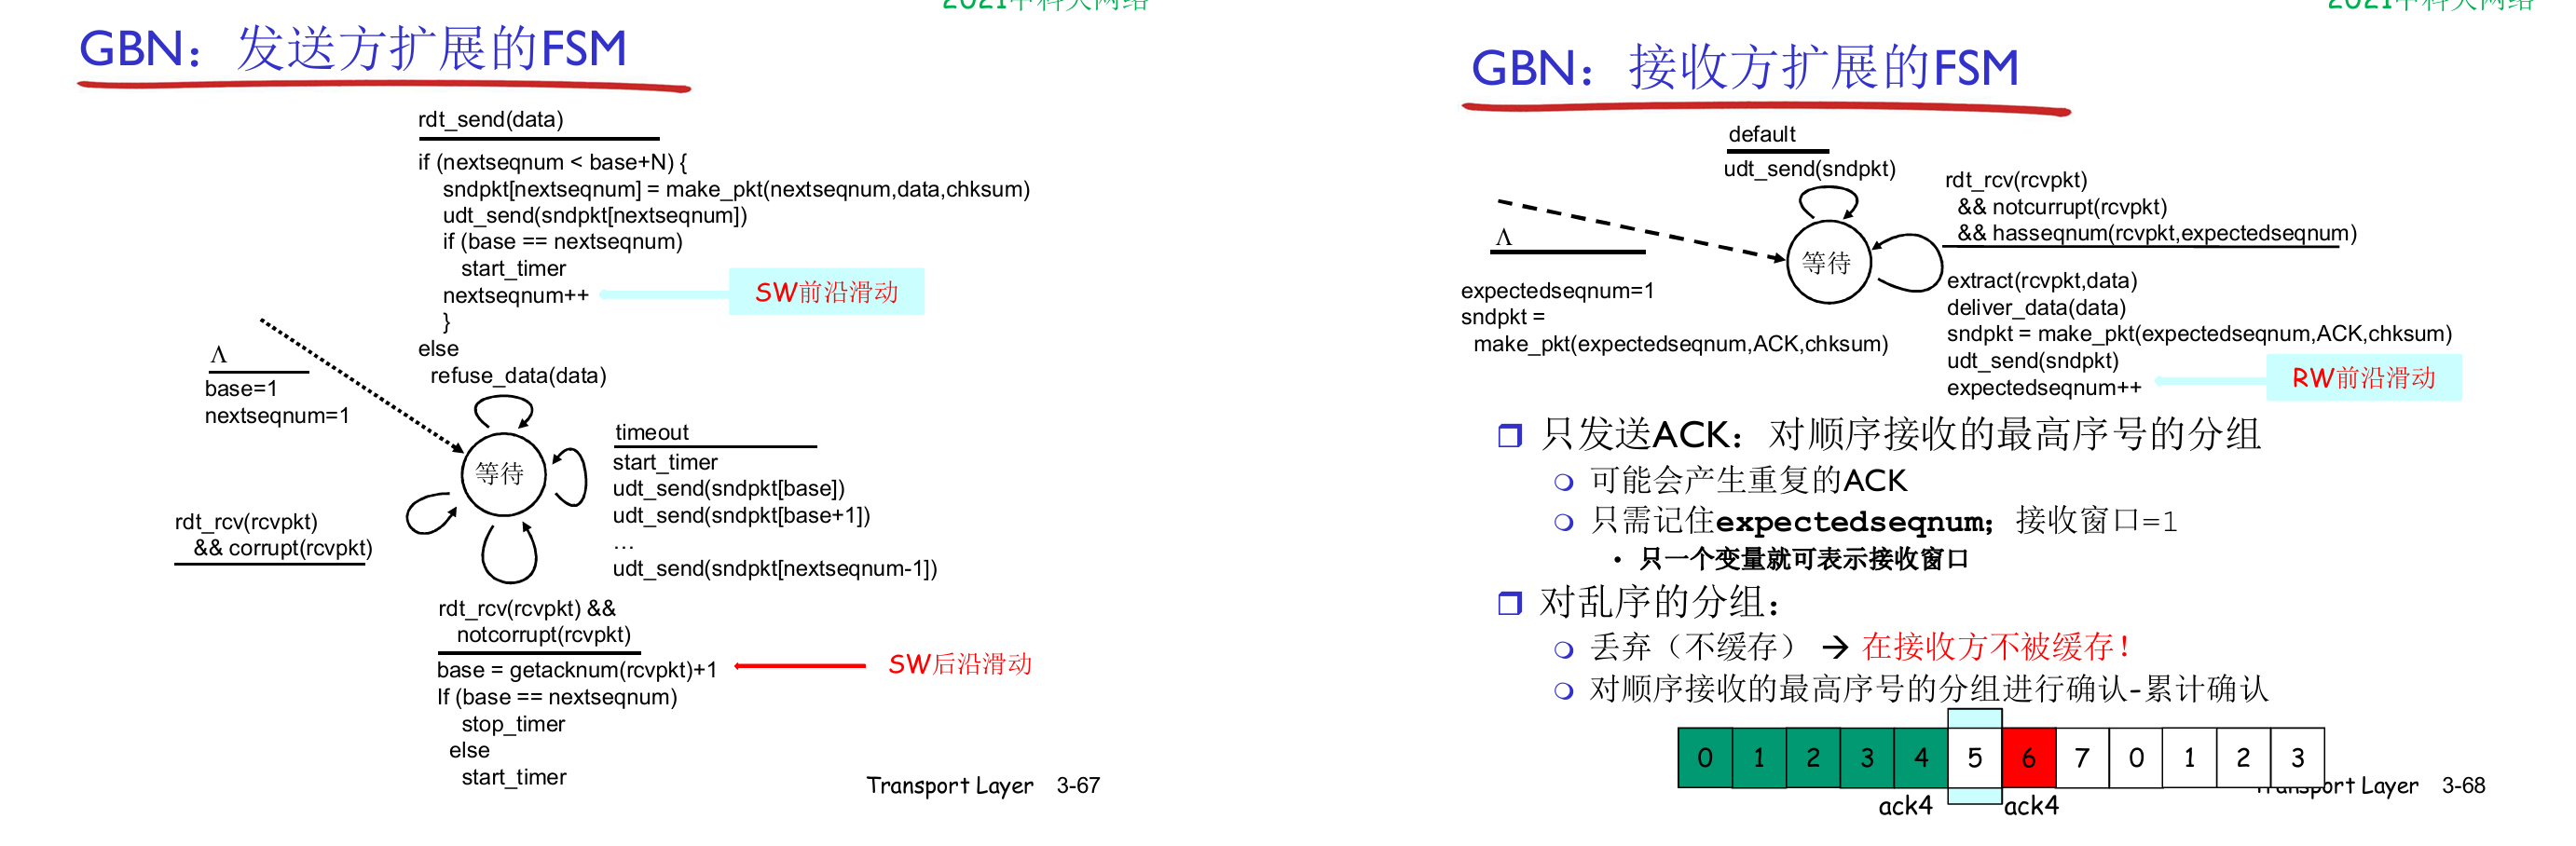 2021中科大网络
GBN：发送方扩展的FSM
rdt_send(data)
if (nextseqnum < base+N) {
sndpkt[nextseqnum] = make_pkt(nextseqnum,data,chksum)
udt_send(sndpkt[nextseqnum])
if (base == nextseqnum)
start_timer
nextseqnum++
SW前沿滑动
}
else
refuse_data(data)
Λ
base=1
nextseqnum=1
等待
timeout
start_timer
udt_send(sndpkt[base])
udt_send(sndpkt[base+1])
…
udt_send(sndpkt[nextseqnum-1])
rdt_rcv(rcvpkt)
&& corrupt(rcvpkt)
rdt_rcv(rcvpkt) &&
notcorrupt(rcvpkt)
base = getacknum(rcvpkt)+1
SW后沿滑动
If (base == nextseqnum)
stop_timer
else
start_timer
Transport Layer 3-67
2021中科大网络
GBN：接收方扩展的FSM
default
udt_send(sndpkt)
rdt_rcv(rcvpkt)
&& notcurrupt(rcvpkt)
&& hasseqnum(rcvpkt,expectedseqnum)
Λ
等待
expectedseqnum=1
sndpkt =
make_pkt(expectedseqnum,ACK,chksum)
extract(rcvpkt,data)
deliver_data(data)
sndpkt = make_pkt(expectedseqnum,ACK,chksum)
udt_send(sndpkt)
expectedseqnum++
RW前沿滑动
❒ 只发送ACK：对顺序接收的最高序号的分组
❍ 可能会产生重复的ACK
❍ 只需记住expectedseqnum；接收窗口=1
• 只一个变量就可表示接收窗口
❒ 对乱序的分组：
❍ 丢弃（不缓存） → 在接收方不被缓存！
❍ 对顺序接收的最高序号的分组进行确认-累计确认
0 1 2 3 4 5 6 7 0 1 2 3
ack4 ack4
Transport Layer 3-68